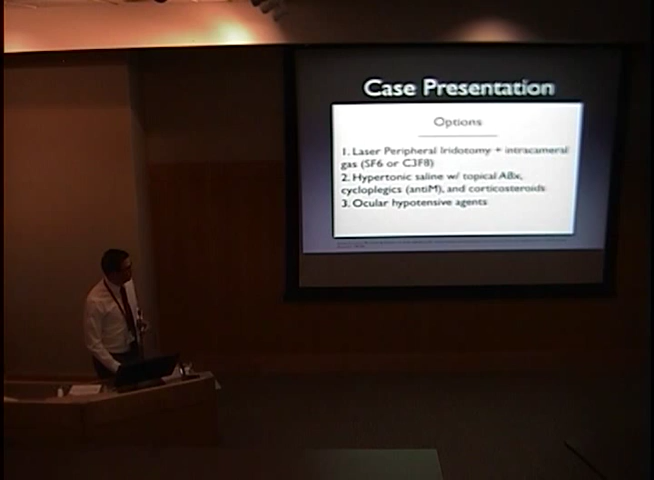 Case Presentation
Options
1. Laser Peripheral Iridotomy + intracameral
gas (SF6 or C3F8)
2. Hypertonic saline w/ topical ABx,
cycloplegics (antiM), and corticosteroids
3. Ocular hypotensive agents